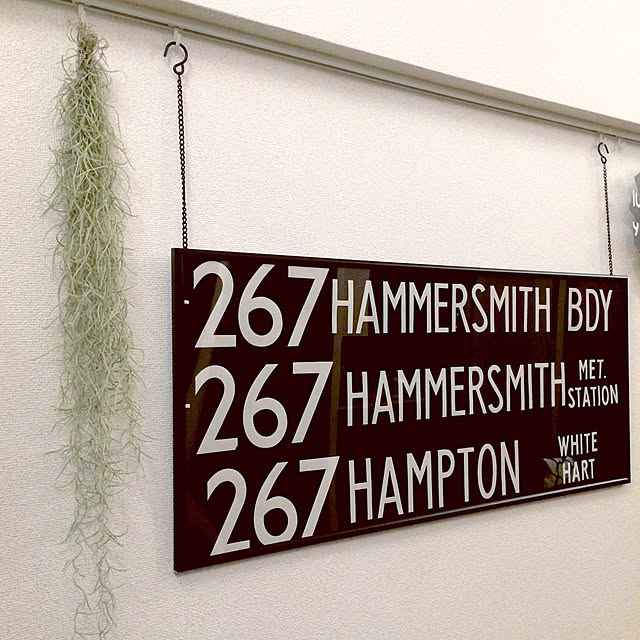 267 HAMMERSMITH BDY
267 HAMMERSMITH MET. STATION
267 HAMPTON WHITE HART